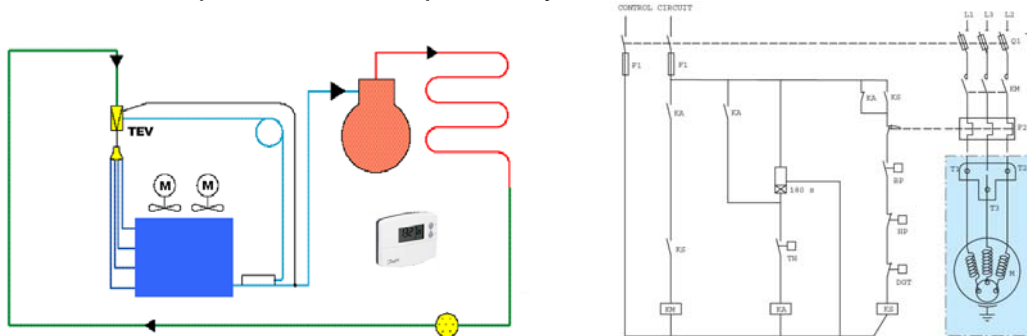 CONTROL CIRCUIT
L1 L3 L2
Q1
F1
F1
KM
TEV
KA
KA
KA
KS
F2
M
M
180 s
HP
T1
T2
T3
HP
KS
TH
DGT
M
KM
KA
KS